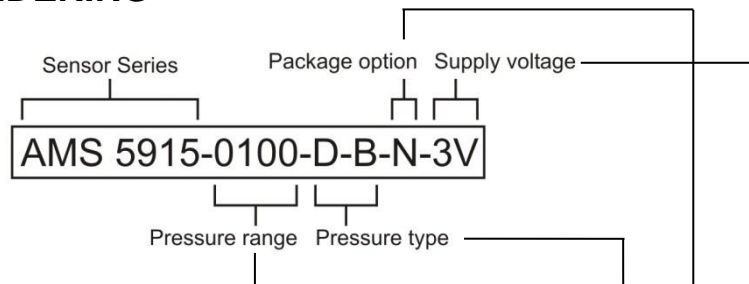 Sensor Series
Package option
Supply voltage
AMS 5915-0100-D-B-N-3V
Pressure range
Pressure type